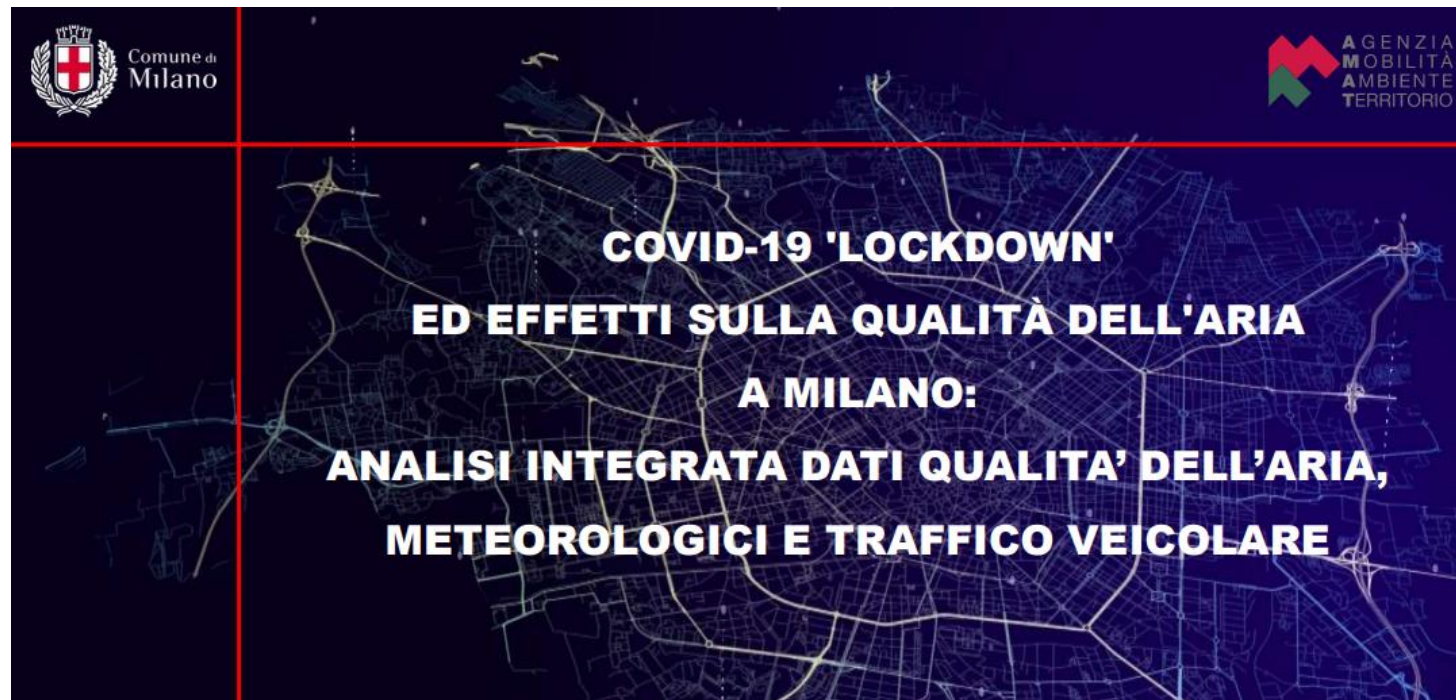 Comune di
Milano
AGENZIA
MOBILITÀ
AMBIENTE
TERRITORIO
COVID-19 'LOCKDOWN'
ED EFFETTI SULLA QUALITÀ DELL'ARIA
A MILANO:
ANALISI INTEGRATA DATI QUALITA’ DELL’ARIA,
METEOROLOGICI E TRAFFICO VEICOLARE